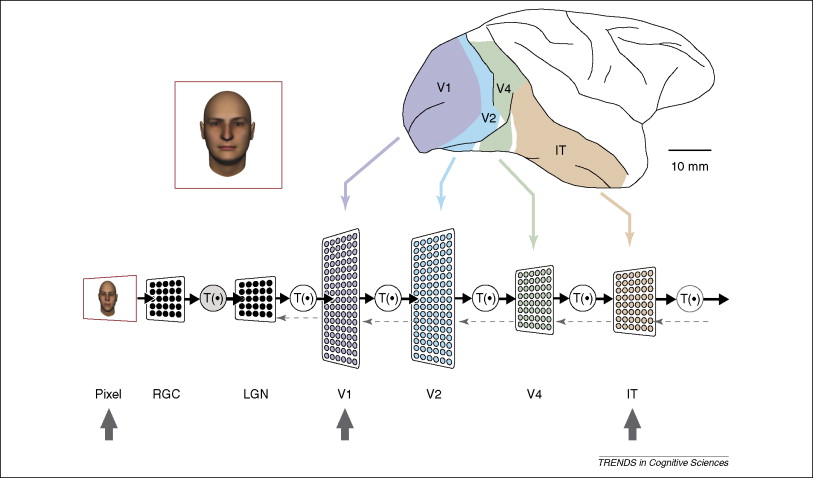 V1
V4
V2
IT
10 mm
T(•) T(•) T(•) T(•) T(•) T(•)
Pixel RGC LGN V1 V2 V4 IT
TRENDS in Cognitive Sciences